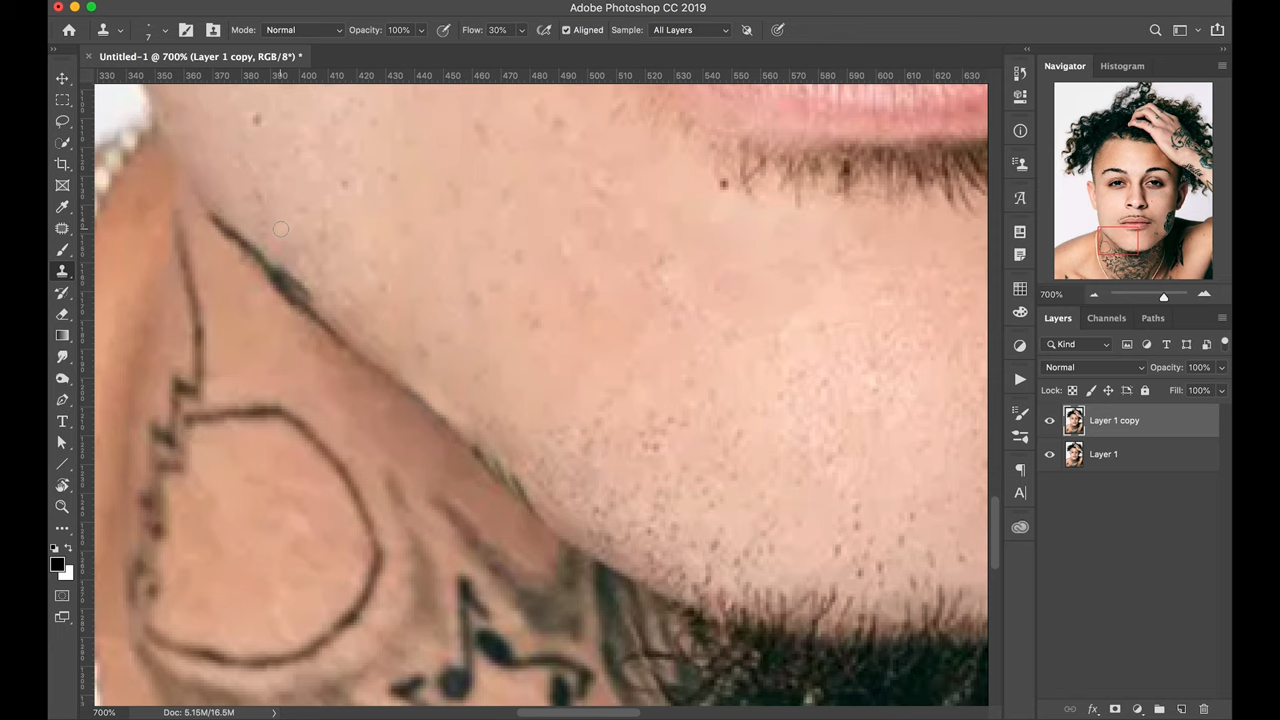 Adobe Photoshop CC 2019
7 Mode: Normal Opacity: 100% Flow: 30% Aligned Sample: All Layers
Untitled-1 @ 700% (Layer 1 copy, RGB/8*) *
330 340 350 360 370 380 390 400 410 420 430 440 450 460 470 480 490 500 510 520 530 540 550 560 570 580 590 600 610 620 630
Navigator Histogram
700%
Layers Channels Paths
Kind
Normal Opacity: 100%
Lock: Fill: 100%
Layer 1 copy
Layer 1
700% Doc: 5.15M/16.5M